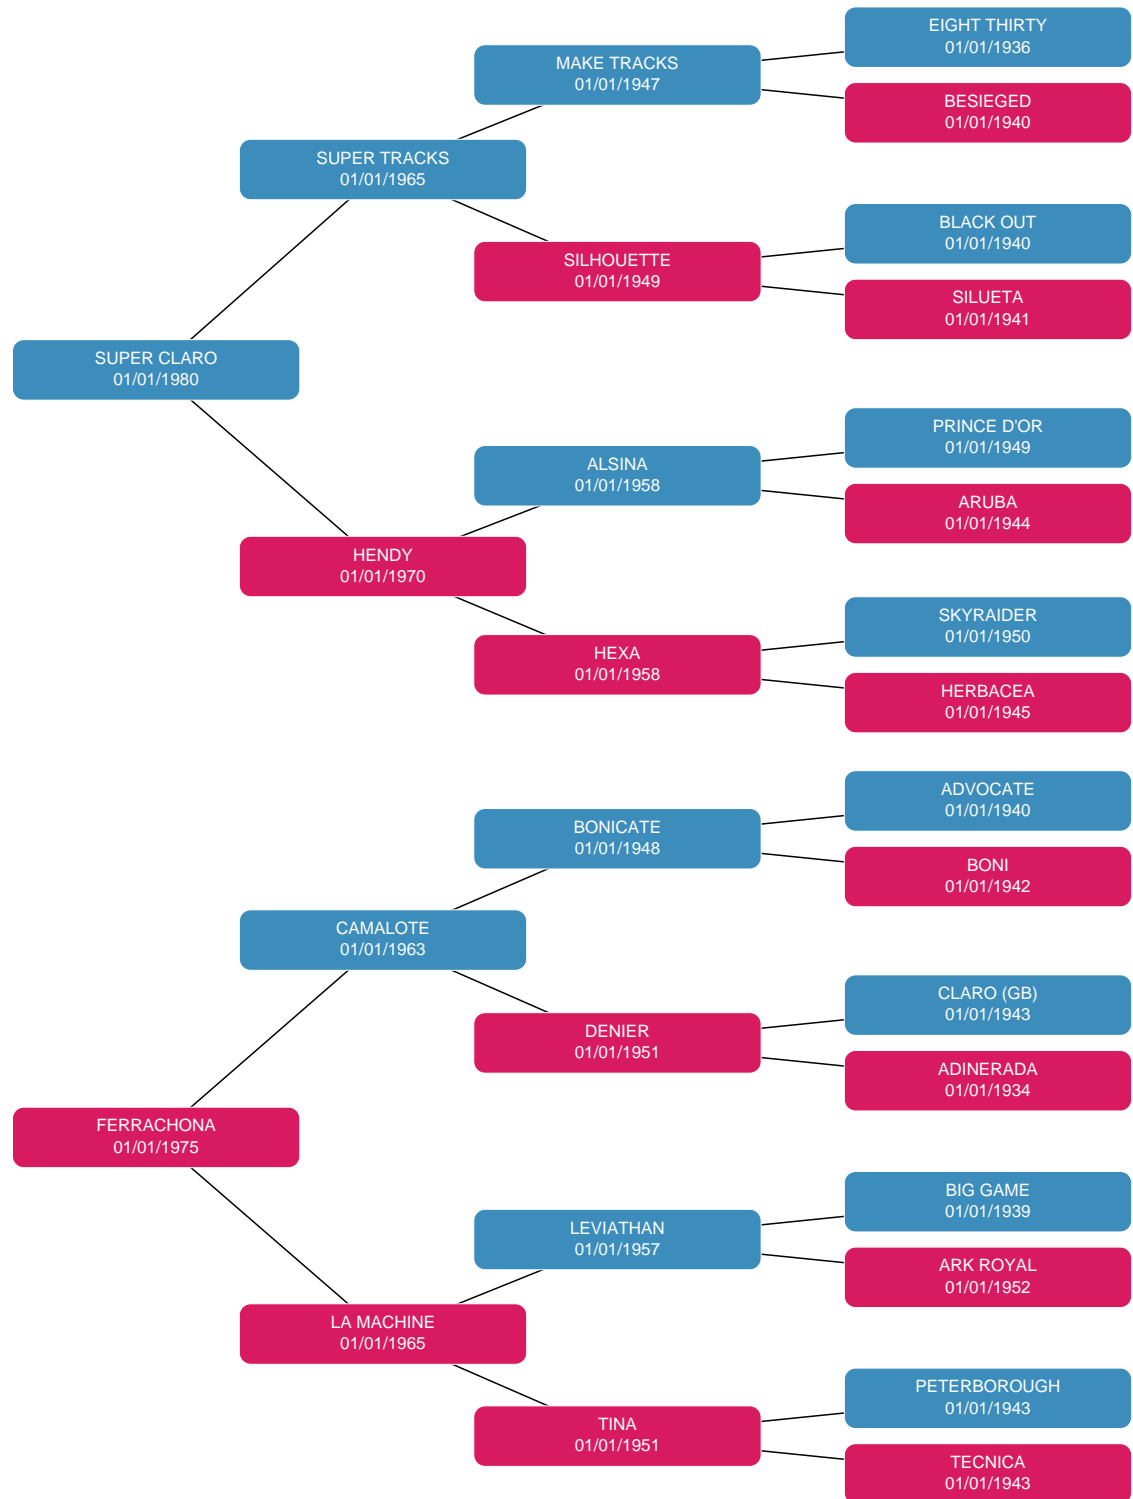 EIGHT THIRTY
01/01/1936
MAKE TRACKS
01/01/1947
BESIEGED
01/01/1940
SUPER TRACKS
01/01/1965
BLACK OUT
01/01/1940
SILHOUETTE
01/01/1949
SILUETA
01/01/1941
SUPER CLARO
01/01/1980
PRINCE D'OR
01/01/1949
ALSINA
01/01/1958
ARUBA
01/01/1944
HENDY
01/01/1970
SKYRAIDER
01/01/1950
HEXA
01/01/1958
HERBACEA
01/01/1945
ADVOCATE
01/01/1940
BONICATE
01/01/1948
BONI
01/01/1942
CAMALOTE
01/01/1963
CLARO (GB)
01/01/1943
DENIER
01/01/1951
ADINERADA
01/01/1934
FERRACHONA
01/01/1975
BIG GAME
01/01/1939
LEVIATHAN
01/01/1957
ARK ROYAL
01/01/1952
LA MACHINE
01/01/1965
PETERBOROUGH
01/01/1943
TINA
01/01/1951
TECNICA
01/01/1943